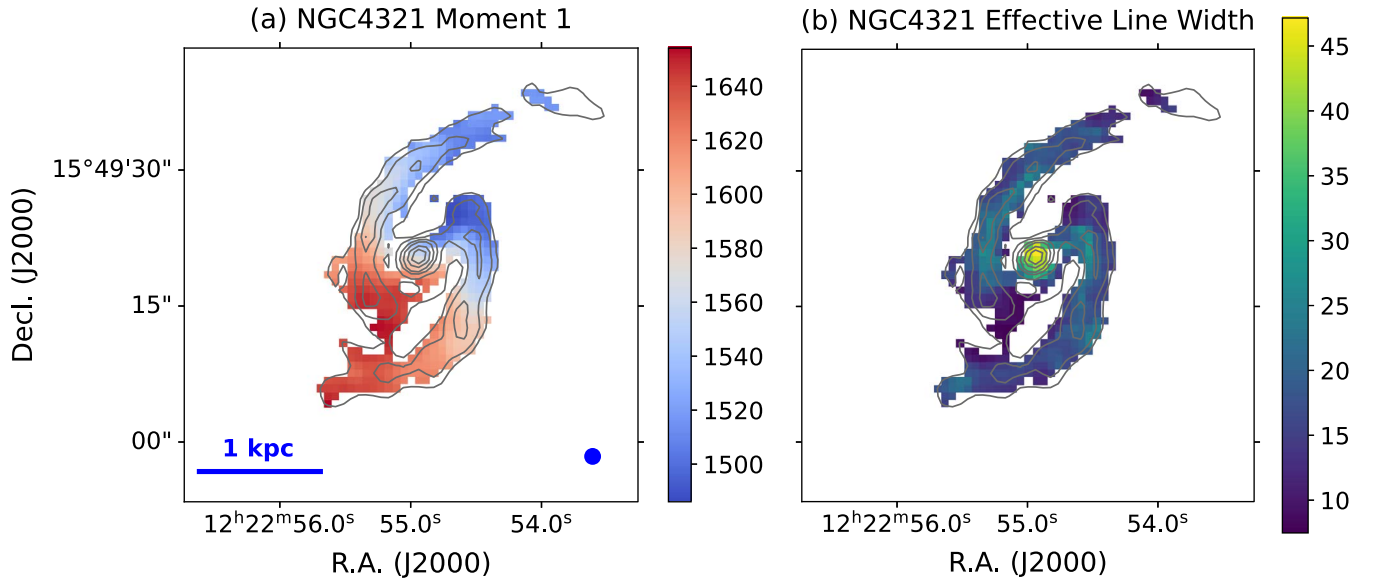 (a) NGC4321 Moment 1
(b) NGC4321 Effective Line Width
Decl. (J2000)
15°49'30"
15"
00"
1 kpc
12ʰ22ᵐ56.0ˢ
55.0ˢ
54.0ˢ
R.A. (J2000)
1640
1620
1600
1580
1560
1540
1520
1500
12ʰ22ᵐ56.0ˢ
55.0ˢ
54.0ˢ
R.A. (J2000)
45
40
35
30
25
20
15
10